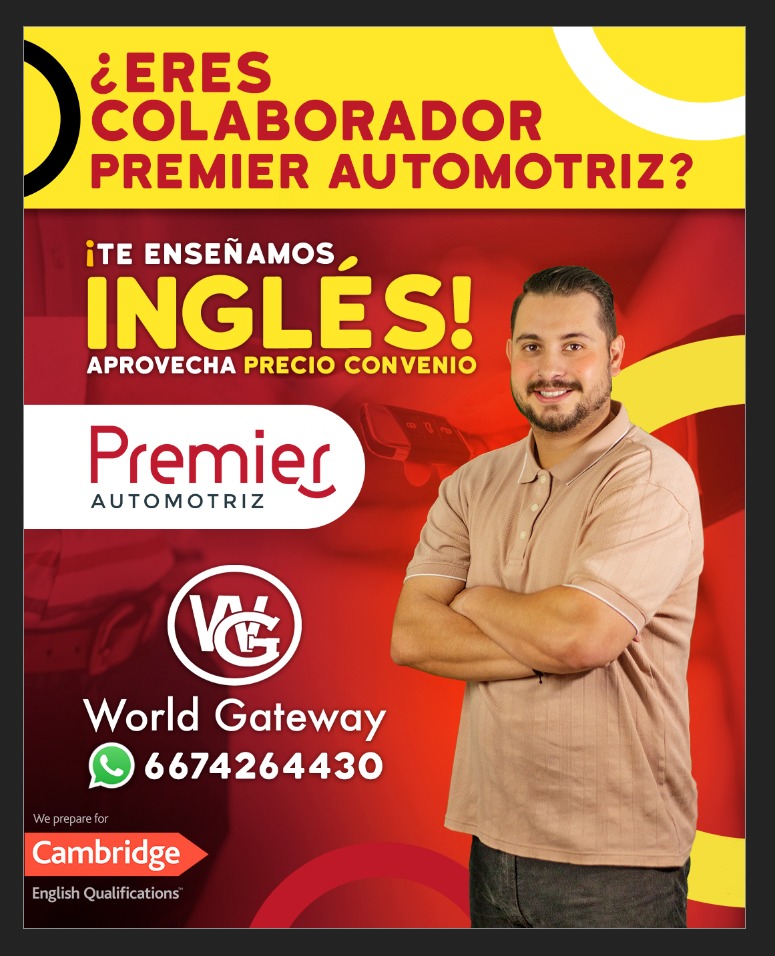 ¿ERES
COLABORADOR
PREMIER AUTOMOTRIZ?
¡TE ENSEÑAMOS
INGLÉS!
APROVECHA PRECIO CONVENIO
Premier
AUTOMOTRIZ
WG
World Gateway
6674264430
We prepare for
Cambridge
English Qualifications™